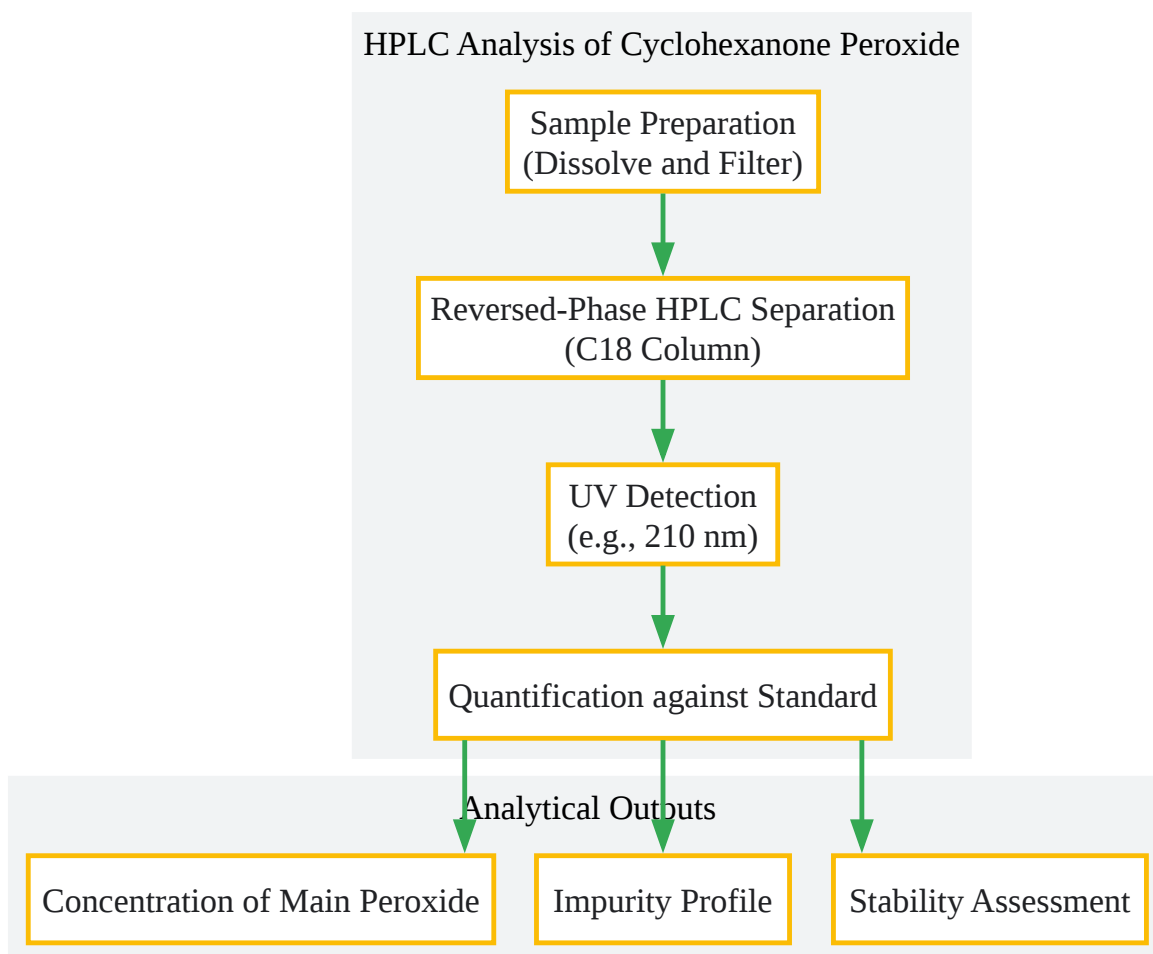 HPLC Analysis of Cyclohexanone Peroxide
Sample Preparation
(Dissolve and Filter)
Reversed-Phase HPLC Separation
(C18 Column)
UV Detection
(e.g., 210 nm)
Quantification against Standard
Analytical Outputs
Concentration of Main Peroxide
Impurity Profile
Stability Assessment